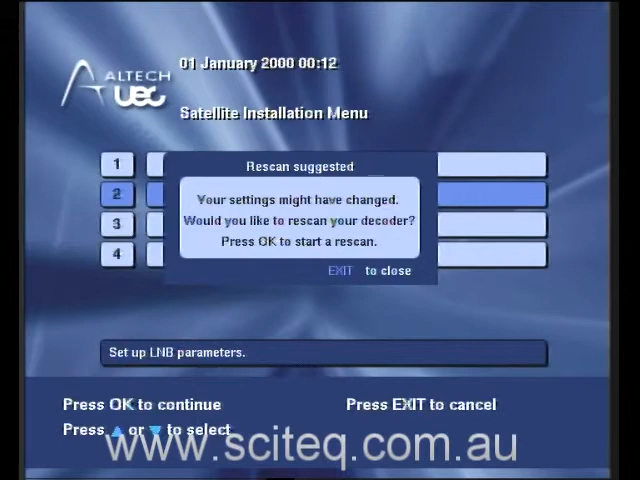 01 January 2000 00:12
ALTECH
UEC
Satellite Installation Menu
1
Rescan suggested
2
Your settings might have changed.
Would you like to rescan your decoder?
3
Press OK to start a rescan.
4
EXIT to close
Set up LNB parameters.
Press OK to continue
Press EXIT to cancel
Press ▲ or ▼ to select
www.sciteq.com.au